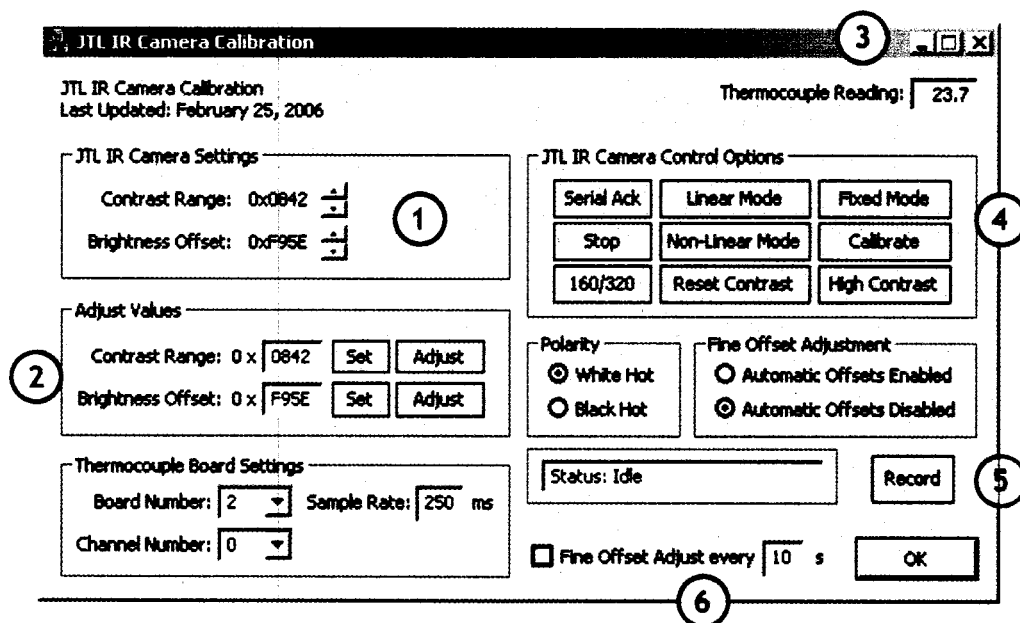 JTL IR Camera Calibration
3
JTL IR Camera Calibration
Last Updated: February 25, 2006
Thermocouple Reading: 23.7
JTL IR Camera Settings
Contrast Range: 0x0842
Brightness Offset: 0xF95E
1
JTL IR Camera Control Options
Serial Ack Linear Mode Fixed Mode
Stop Non-Linear Mode Calibrate
160/320 Reset Contrast High Contrast
4
Adjust Values
Contrast Range: 0 x 0842 Set Adjust
Brightness Offset: 0 x F95E Set Adjust
2
Polarity
White Hot
Black Hot
Fine Offset Adjustment
Automatic Offsets Enabled
Automatic Offsets Disabled
Thermocouple Board Settings
Board Number: 2 Sample Rate: 250 ms
Channel Number: 0
Status: Idle
Record
5
Fine Offset Adjust every 10 s
OK
6